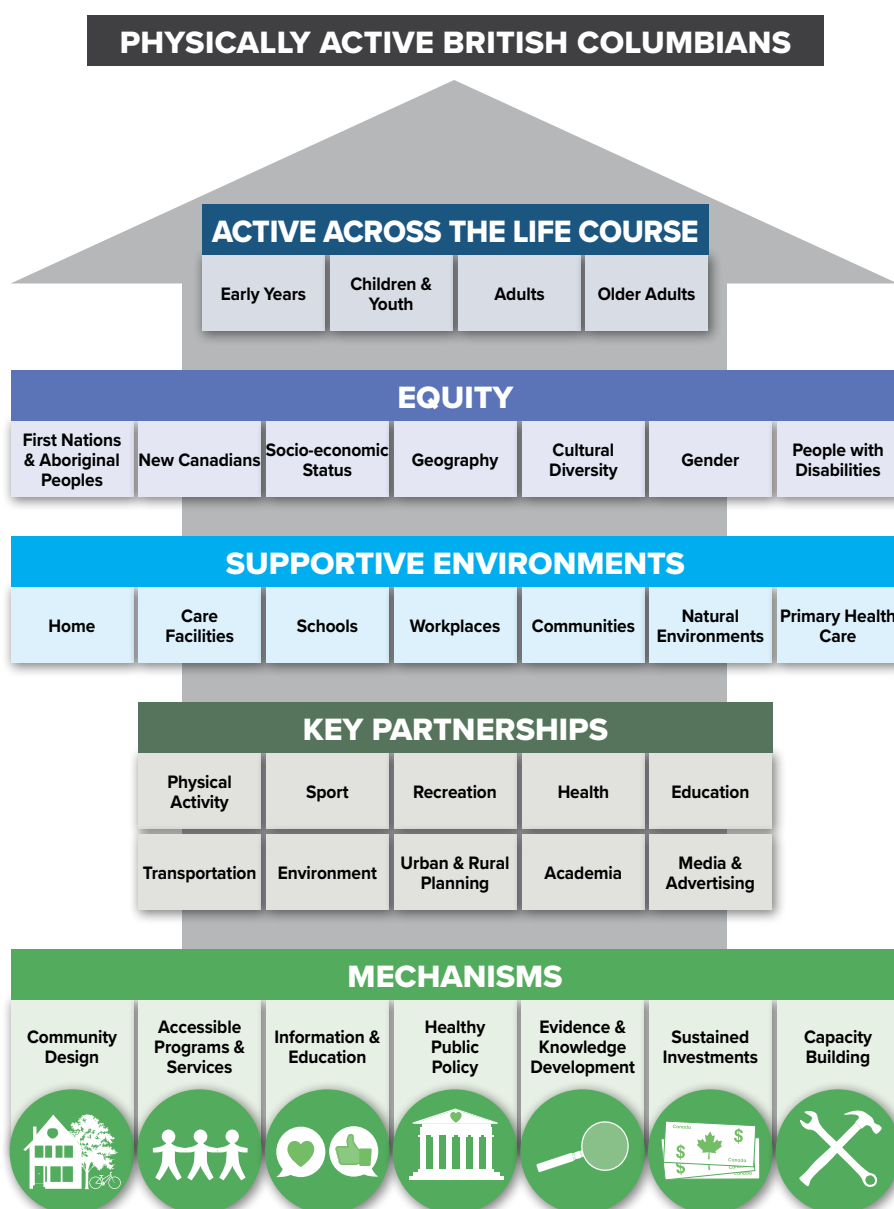 PHYSICALLY ACTIVE BRITISH COLUMBIANS
ACTIVE ACROSS THE LIFE COURSE
Early Years
Children &
Youth
Adults
Older Adults
EQUITY
First Nations
& Aboriginal
Peoples
New Canadians
Socio-economic
Status
Geography
Cultural
Diversity
Gender
People with
Disabilities
SUPPORTIVE ENVIRONMENTS
Home
Care
Facilities
Schools
Workplaces
Communities
Natural
Environments
Primary Health
Care
KEY PARTNERSHIPS
Physical
Activity
Sport
Recreation
Health
Education
Transportation
Environment
Urban & Rural
Planning
Academia
Media &
Advertising
MECHANISMS
Community
Design
Accessible
Programs &
Services
Information &
Education
Healthy
Public
Policy
Evidence &
Knowledge
Development
Sustained
Investments
Capacity
Building
Canada
$
$
Canada
$
Canada
Canada